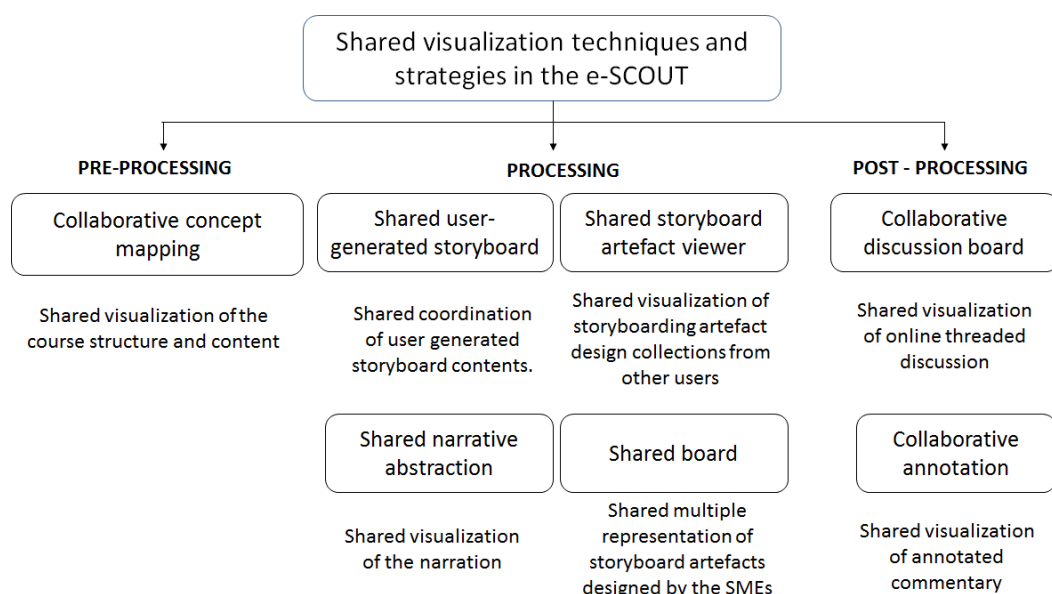 Shared visualization techniques and
strategies in the e-SCOUT
PRE-PROCESSING
PROCESSING
POST - PROCESSING
Collaborative concept
mapping
Shared visualization of the
course structure and content
Shared user-
generated storyboard
Shared coordination
of user generated
storyboard contents.
Shared storyboard
artefact viewer
Shared visualization of
storyboarding artefact
design collections from
other users
Collaborative
discussion board
Shared visualization
of online threaded
discussion
Shared narrative
abstraction
Shared visualization
of the narration
Shared board
Shared multiple
representation of
storyboard artefacts
designed by the SMEs
Collaborative
annotation
Shared visualization
of annotated
commentary